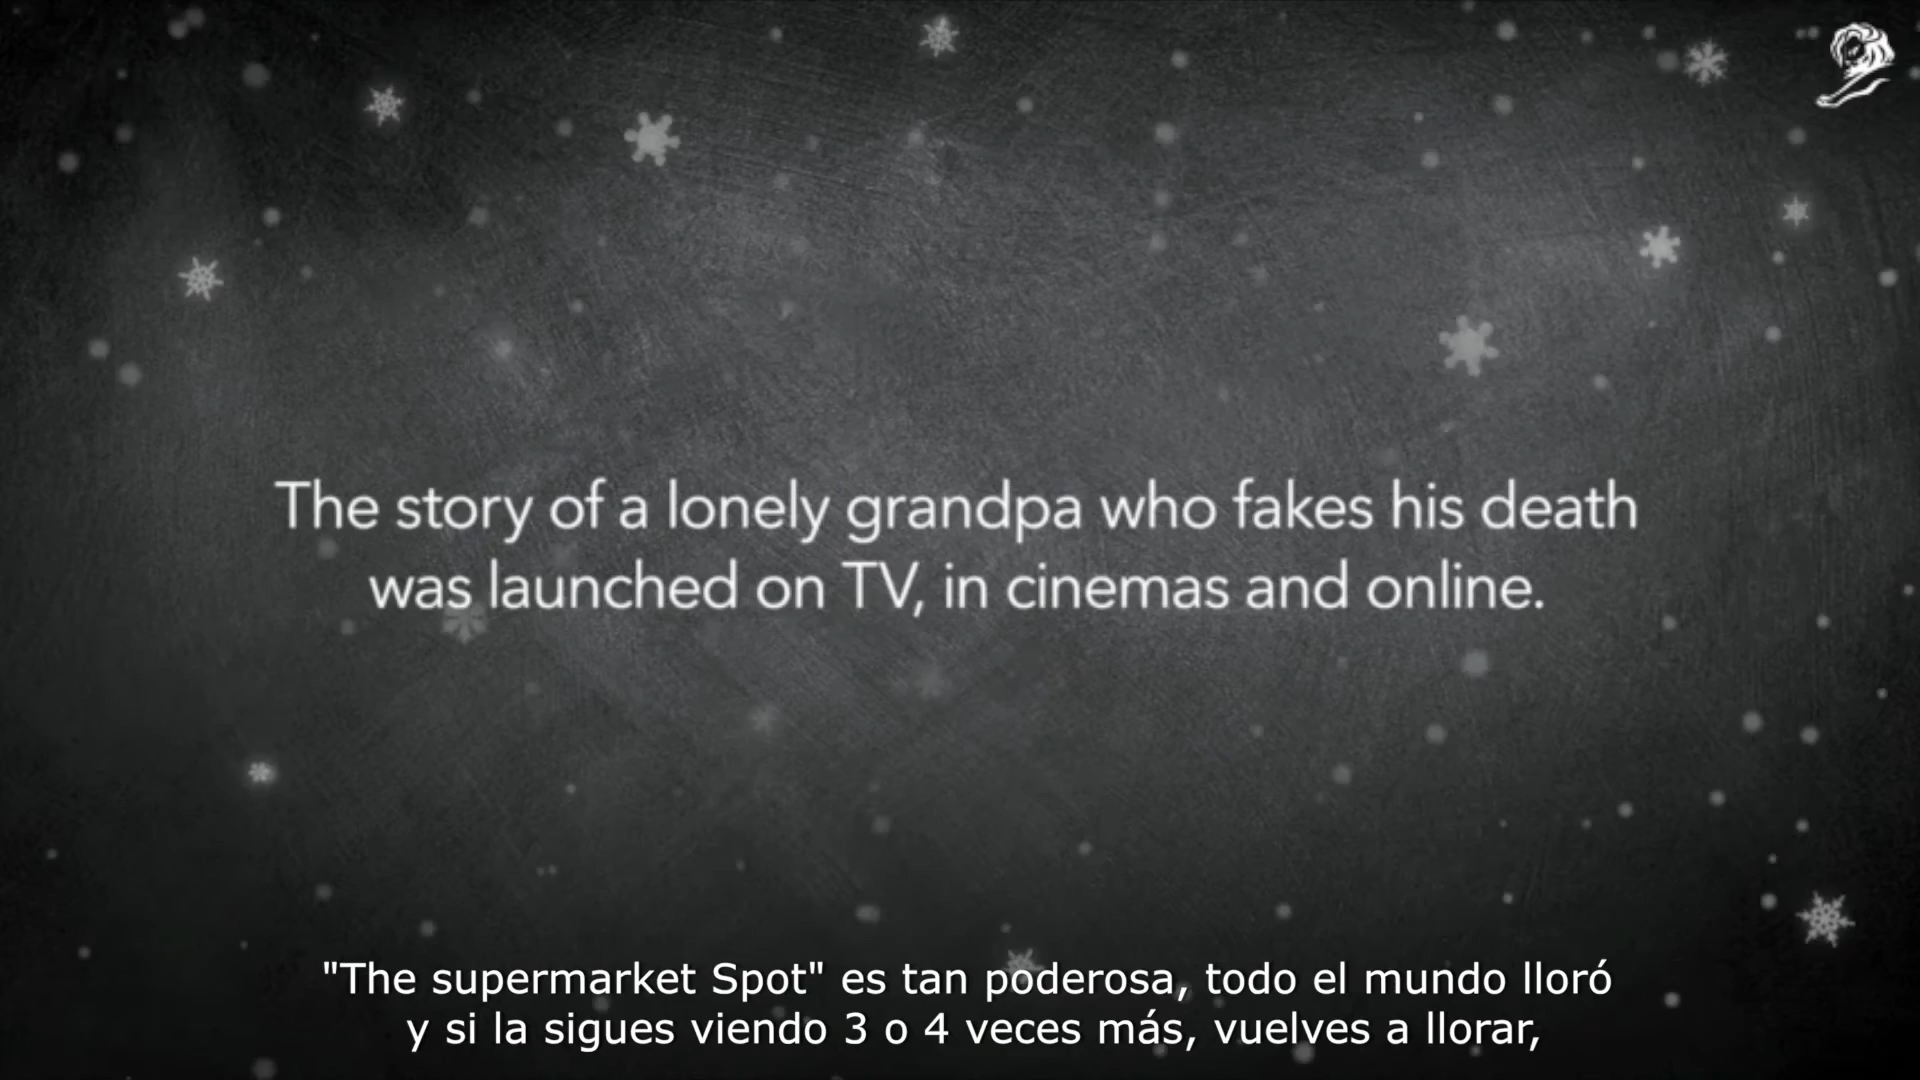 The story of a lonely grandpa who fakes his death
was launched on TV, in cinemas and online.
"The supermarket Spot" es tan poderosa, todo el mundo lloró
y si la sigues viendo 3 o 4 veces más, vuelves a llorar,